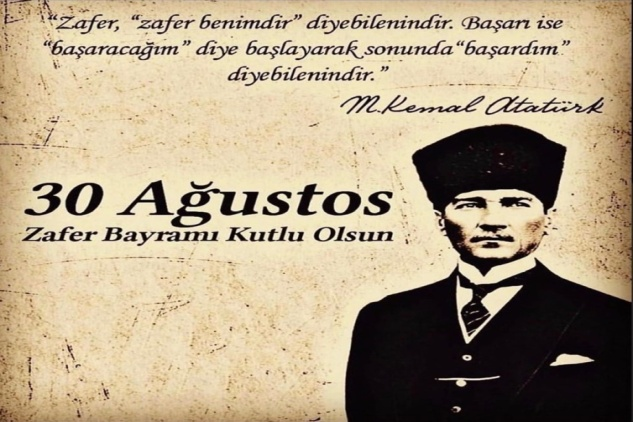 “Zafer, “zafer benimdir” diyebilenindir. Başarı ise
“başaracağım” diye başlayarak sonunda“başardım”
diyebilenindir.”
M.Kemal Atatürk
30 Ağustos
Zafer Bayramı Kutlu Olsun